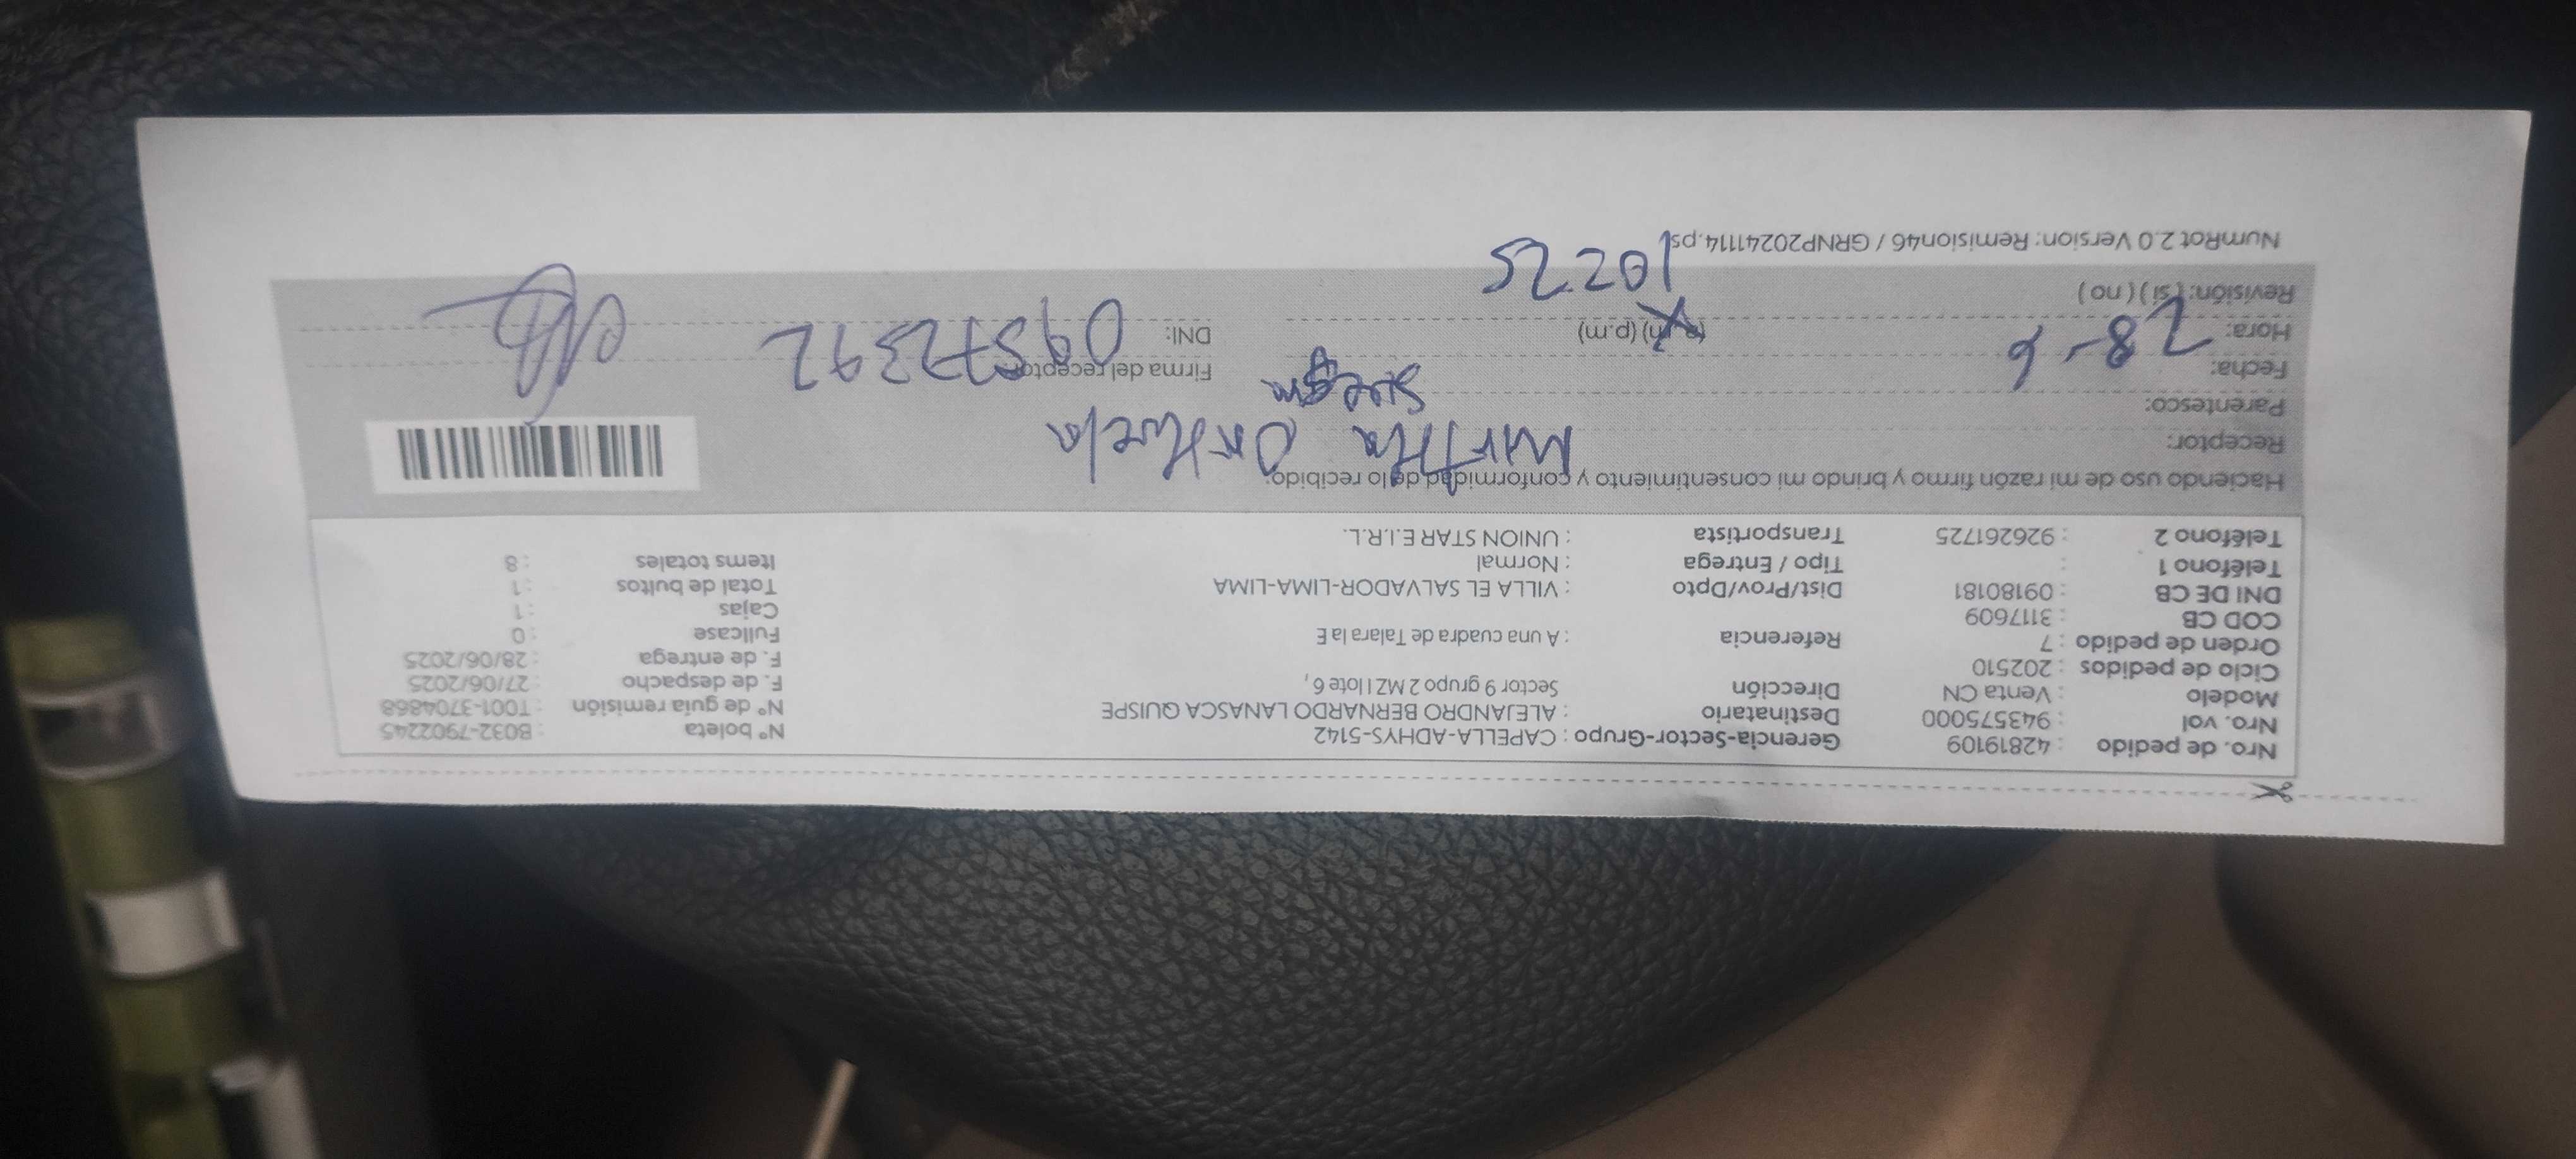 Nro. de pedido : 42819109 Gerencia-Sector-Grupo : CAPELLA-ADHYS-5142 N° boleta : B032-7902245
Nro. vol : 943575000 Destinatario : ALEJANDRO BERNARDO LANASCA QUISPE N° de guía remisión : T001-3704868
Modelo : Venta CN Dirección Sector 9 grupo 2 MZ I lote 6, F. de despacho : 27/06/2025
Ciclo de pedidos : 202510 F. de entrega : 28/06/2025
Orden de pedido : 7 Referencia : A una cuadra de Talara la E Fullcase : 0
COD CB : 3117609 Cajas : 1
DNI DE CB : 09180181 Dist/Prov/Dpto : VILLA EL SALVADOR-LIMA-LIMA Total de bultos : 1
Teléfono 1 : Tipo / Entrega : Normal Items totales : 8
Teléfono 2 : 926261725 Transportista : UNION STAR E.I.R.L.
Haciendo uso de mi razón firmo y brindo mi consentimiento y conformidad de lo recibido:
Receptor: Martha
Parentesco:
Fecha: 28-6 Firma del receptor
Hora: (a.m) (p.m) DNI: 09572392
Revisión: (si) (no) 10225
NumRot 2.0 Version: Remision46 / GRNP20241114.ps